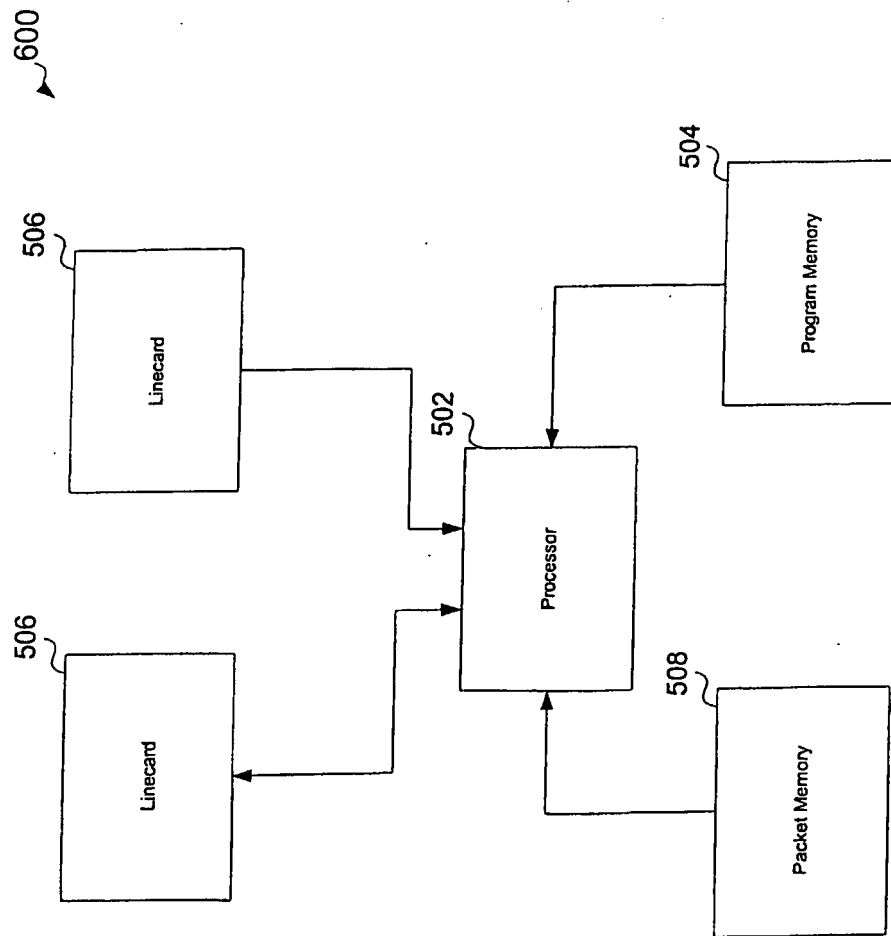 600
506
Linecard
506
Linecard
502
Processor
504
Program Memory
508
Packet Memory